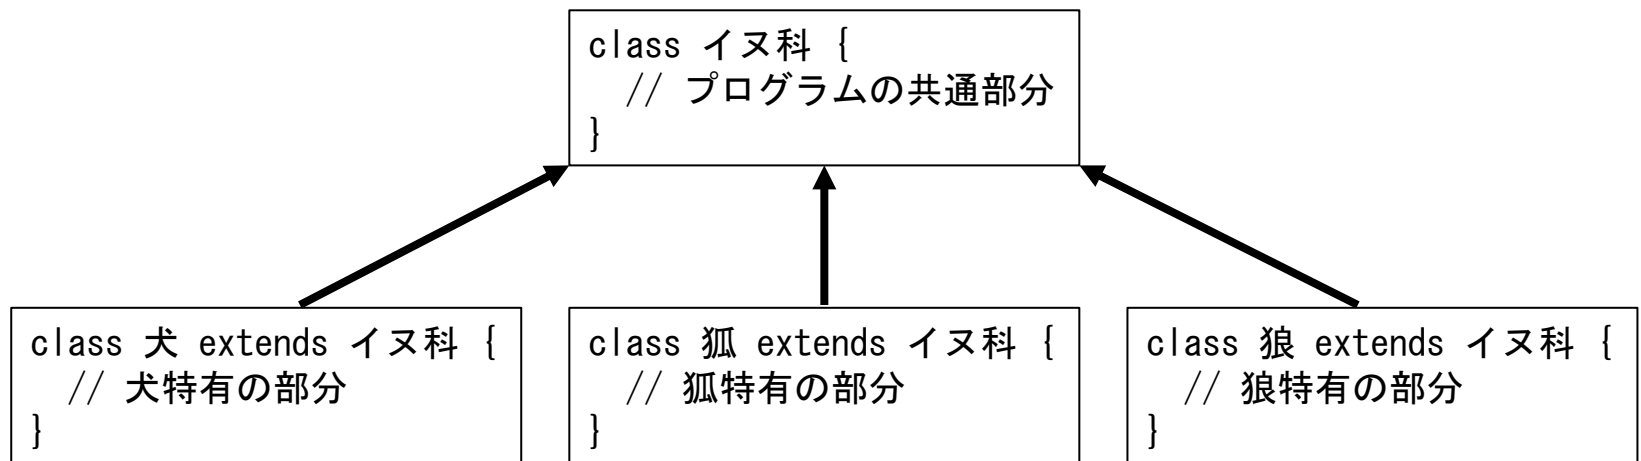 class イヌ科 {
  // プログラムの共通部分
}
class 犬 extends イヌ科 {
  // 犬特有の部分
}
class 狐 extends イヌ科 {
  // 狐特有の部分
}
class 狼 extends イヌ科 {
  // 狼特有の部分
}